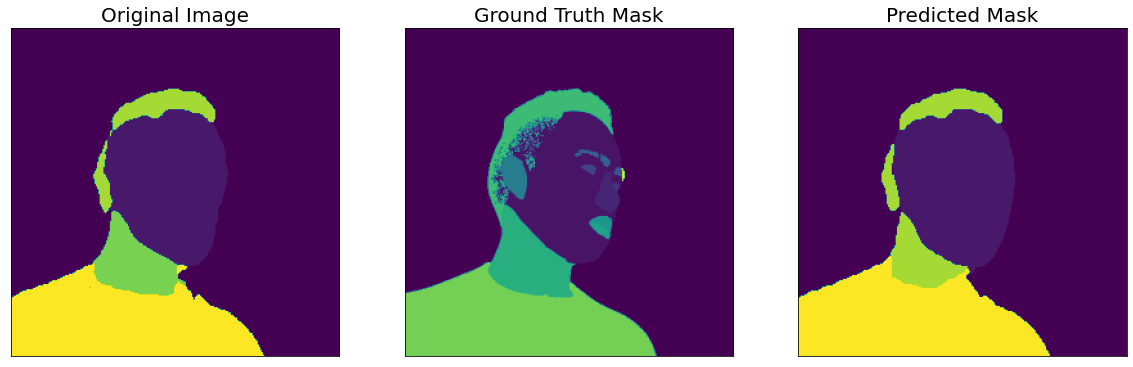 Original Image
Ground Truth Mask
Predicted Mask